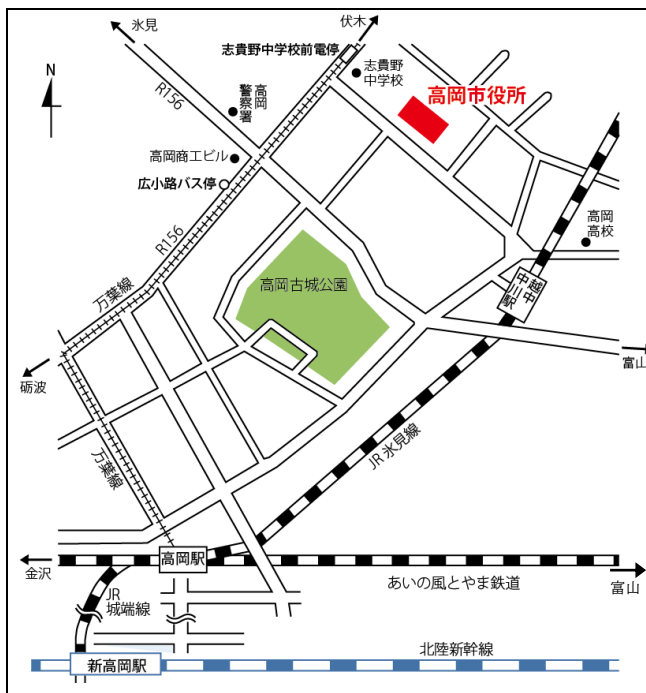 氷見
伏木
志貴野中学校前電停
志貴野
中学校
N
R156
高岡
警察署
高岡市役所
高岡商工ビル
広小路バス停
R156
高岡
高校
高岡古城公園
越中
中川駅
万葉線
富山
砺波
万葉線
JR氷見線
高岡駅
金沢
あいの風とやま鉄道
富山
JR
城端線
北陸新幹線
新高岡駅